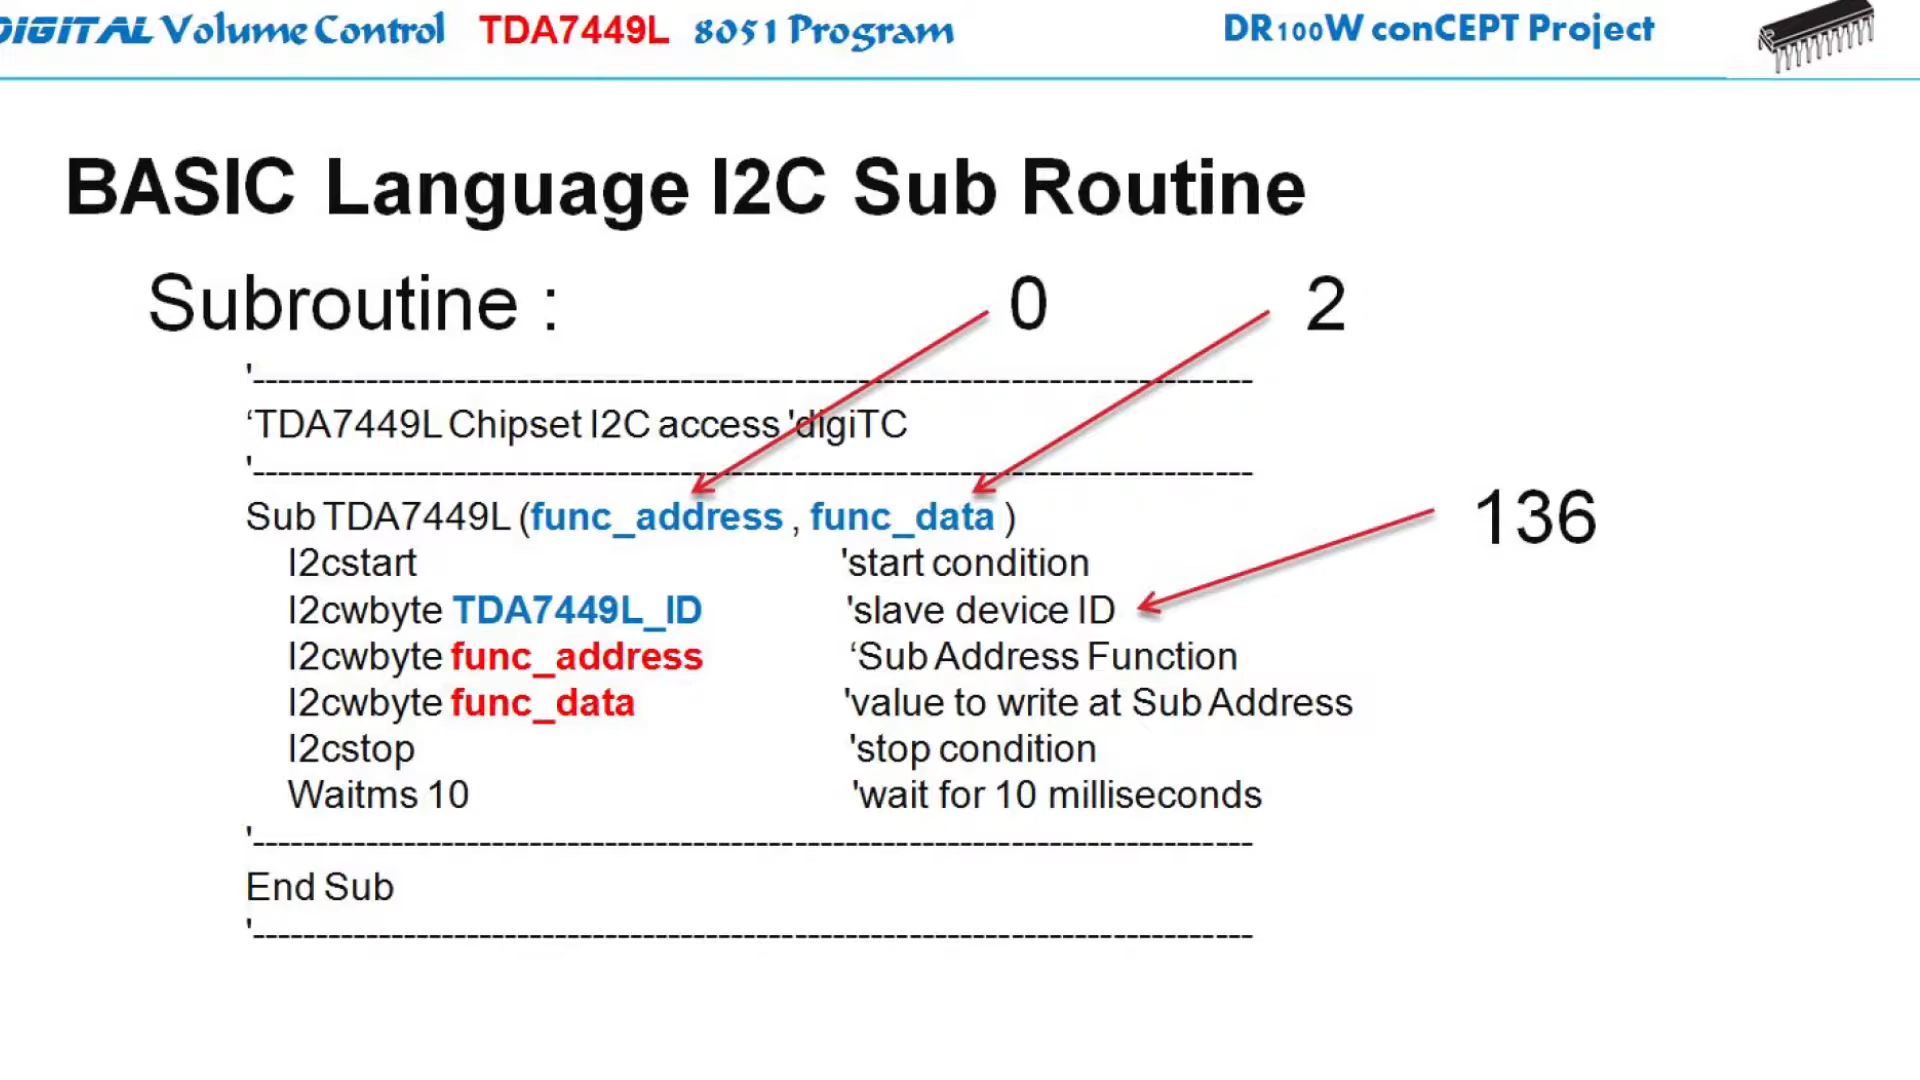 DIGITAL Volume Control TDA7449L 8051 Program DR100W conCEPT Project
BASIC Language I2C Sub Routine
Subroutine : 0 2
'--------------------------------------------------------------------------------
‘TDA7449L Chipset I2C access 'digiTC
'--------------------------------------------------------------------------------
Sub TDA7449L (func_address , func_data )
136
I2cstart 'start condition
I2cwbyte TDA7449L_ID 'slave device ID
I2cwbyte func_address ‘Sub Address Function
I2cwbyte func_data 'value to write at Sub Address
I2cstop 'stop condition
Waitms 10 'wait for 10 milliseconds
'--------------------------------------------------------------------------------
End Sub
'--------------------------------------------------------------------------------